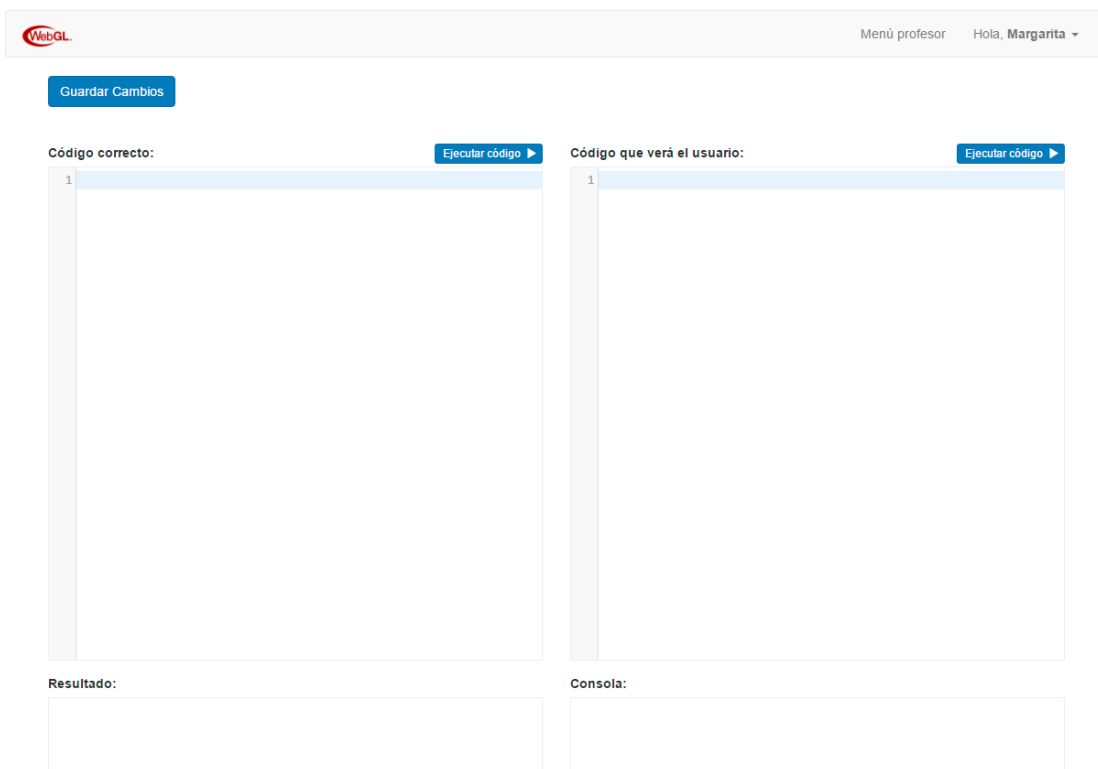 WebGL. Menú profesor Hola, Margarita
Guardar Cambios
Código correcto: Ejecutar código Código que verá el usuario: Ejecutar código
1 1
Resultado: Consola: